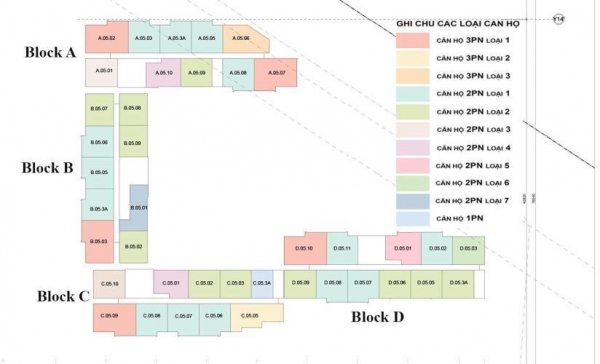 GHI CHU CAC LOAI CAN HO
CĂN HỘ 3PN LOẠI 1
CĂN HỘ 3PN LOẠI 2
CĂN HỘ 3PN LOẠI 3
CĂN HỘ 2PN LOẠI 1
CĂN HỘ 2PN LOẠI 2
CĂN HỘ 2PN LOẠI 3
CĂN HỘ 2PN LOẠI 4
CĂN HỘ 2PN LOẠI 5
CĂN HỘ 2PN LOẠI 6
CĂN HỘ 2PN LOẠI 7
CĂN HỘ 1PN
Y14
Block A
A.05.02 A.05.03 A.05.3A A.05.05 A.05.06
A.05.01 A.05.10 A.05.09 A.05.08 A.05.07
Block B
B.05.07 B.05.08
B.05.06 B.05.09
B.05.05
B.05.3A B.05.01
B.05.03 B.05.02
Block C
C.05.10 C.05.01 C.05.02 C.05.03 C.05.3A
C.05.09 C.05.08 C.05.07 C.05.06 C.05.05
D.05.10 D.05.11 D.05.01 D.05.02 D.05.03
D.05.09 D.05.08 D.05.07 D.05.06 D.05.05 D.05.3A
Block D